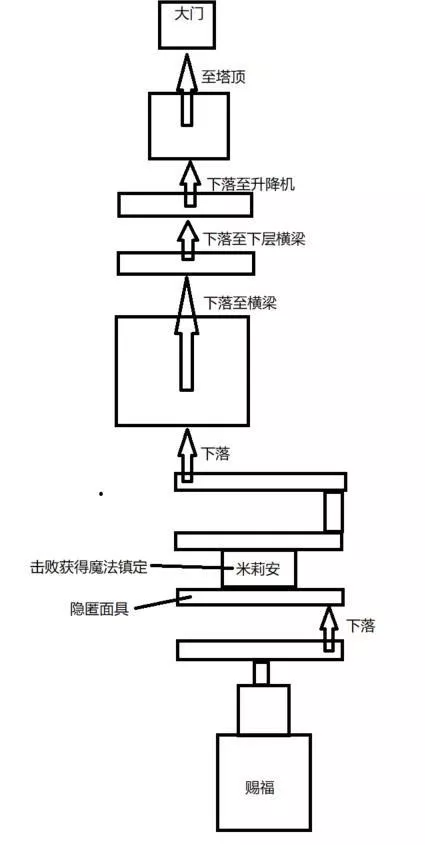 大门
至塔顶
下落至升降机
下落至下层横梁
下落至横梁
下落
击败获得魔法镇定
米莉安
隐匿面具
下落
赐福